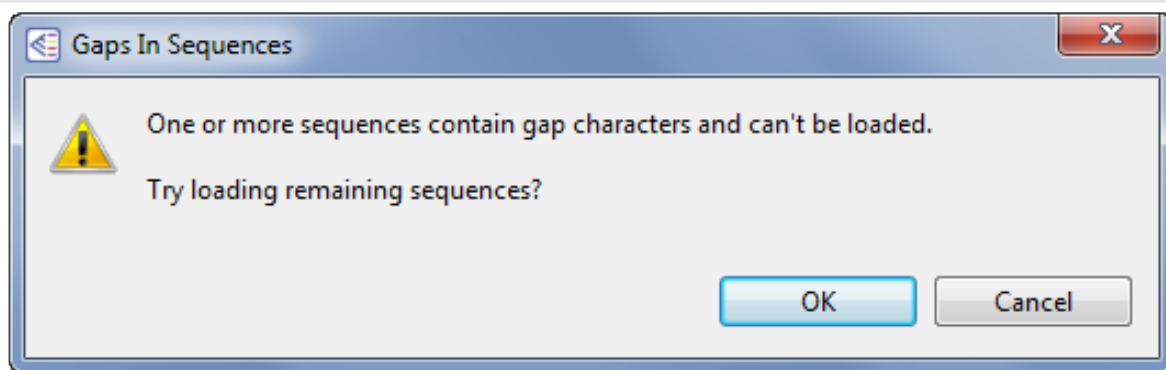 Gaps In Sequences
One or more sequences contain gap characters and can't be loaded.
Try loading remaining sequences?
OK
Cancel